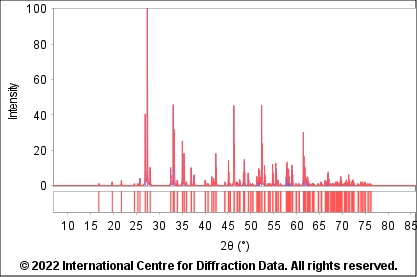 100
80
60
40
20
0
Intensity
10 15 20 25 30 35 40 45 50 55 60 65 70 75 80 85
2θ (°)
© 2022 International Centre for Diffraction Data. All rights reserved.